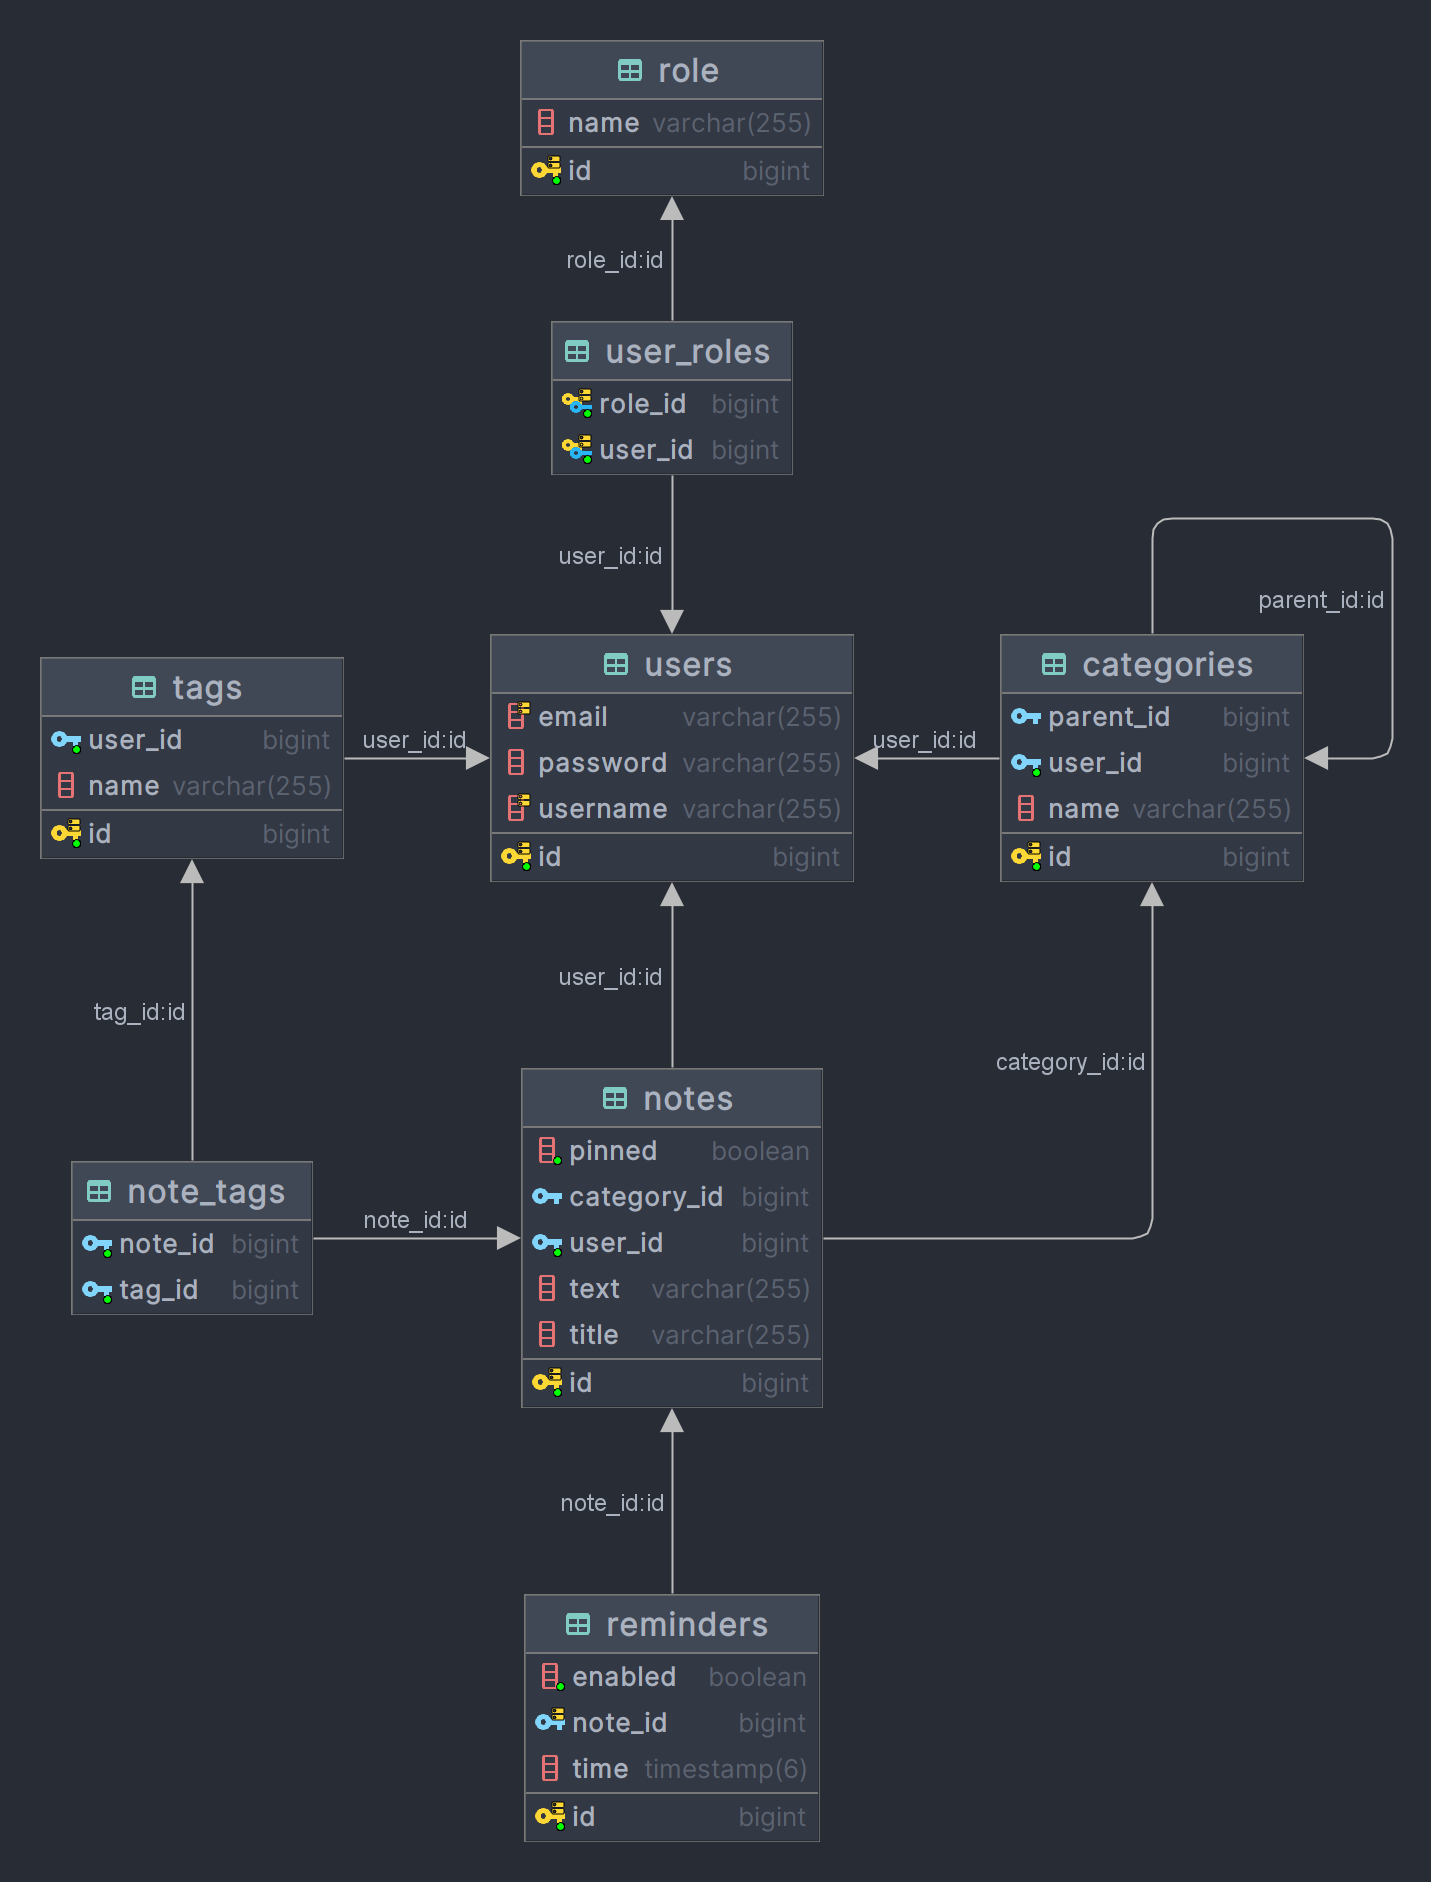 role
name varchar(255)
id bigint
role_id:id
user_roles
role_id bigint
user_id bigint
user_id:id
parent_id:id
tags
user_id bigint
name varchar(255)
id bigint
user_id:id
users
email varchar(255)
password varchar(255)
username varchar(255)
id bigint
user_id:id
categories
parent_id bigint
user_id bigint
name varchar(255)
id bigint
tag_id:id
user_id:id
category_id:id
note_tags
note_id bigint
tag_id bigint
note_id:id
notes
pinned boolean
category_id bigint
user_id bigint
text varchar(255)
title varchar(255)
id bigint
note_id:id
reminders
enabled boolean
note_id bigint
time timestamp(6)
id bigint